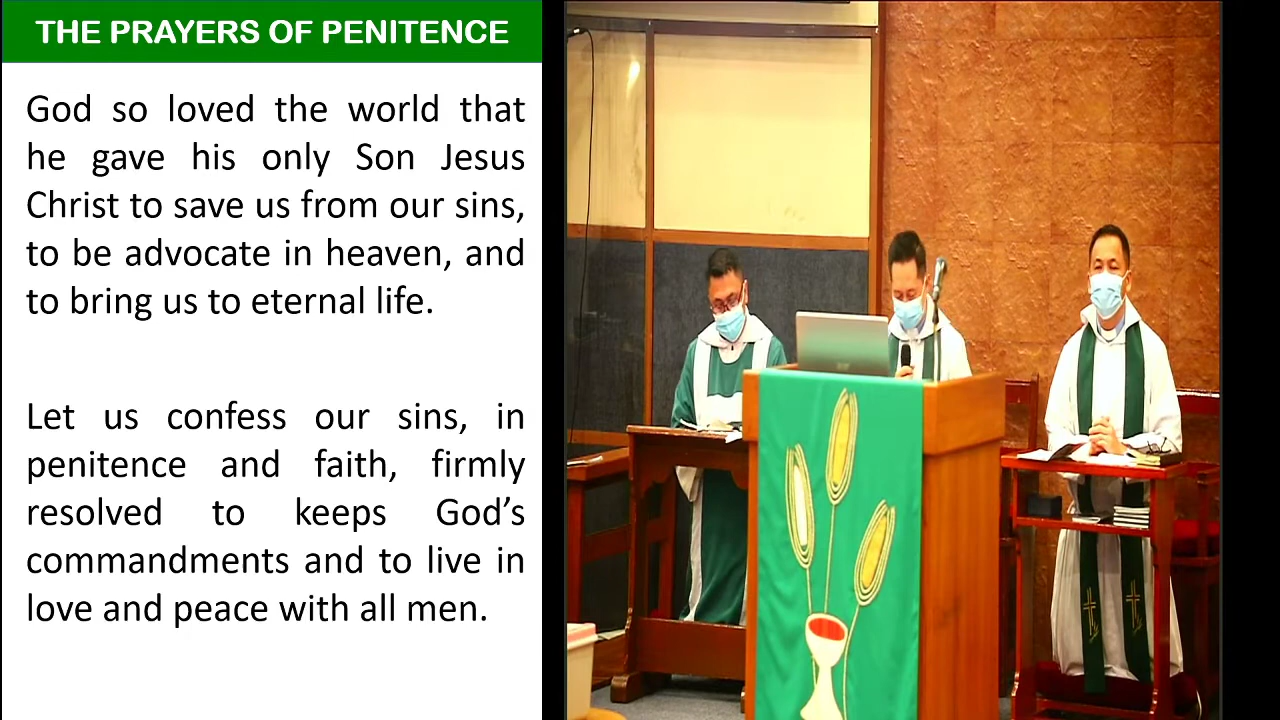 THE PRAYERS OF PENITENCE
God so loved the world that
he gave his only Son Jesus
Christ to save us from our sins,
to be advocate in heaven, and
to bring us to eternal life.
Let us confess our sins, in
penitence and faith, firmly
resolved to keeps God’s
commandments and to live in
love and peace with all men.